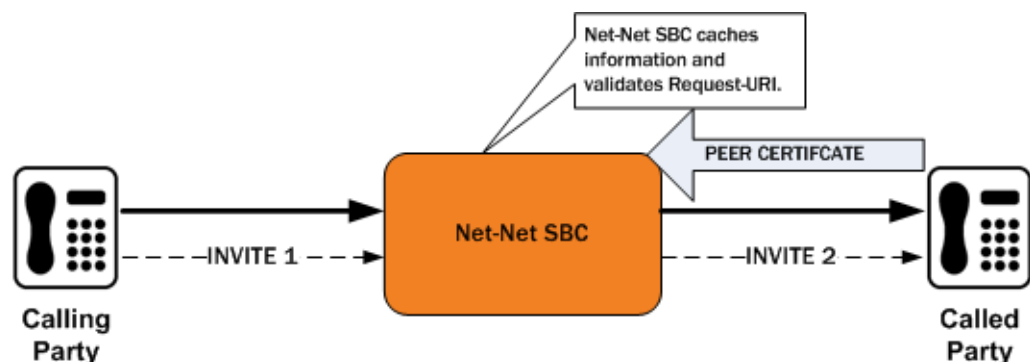 Net-Net SBC caches
information and
validates Request-URI.
PEER CERTIFCATE
Net-Net SBC
INVITE 1
INVITE 2
Calling
Party
Called
Party